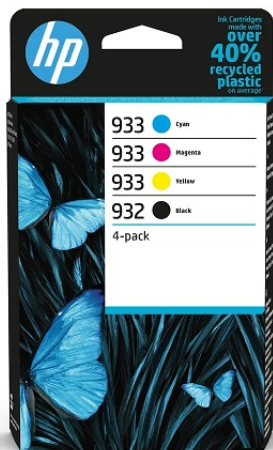 hp
Ink Cartridges
made with
over
40%
recycled
plastic
on average¹
933 Cyan
933 Magenta
933 Yellow
932 Black
4-pack